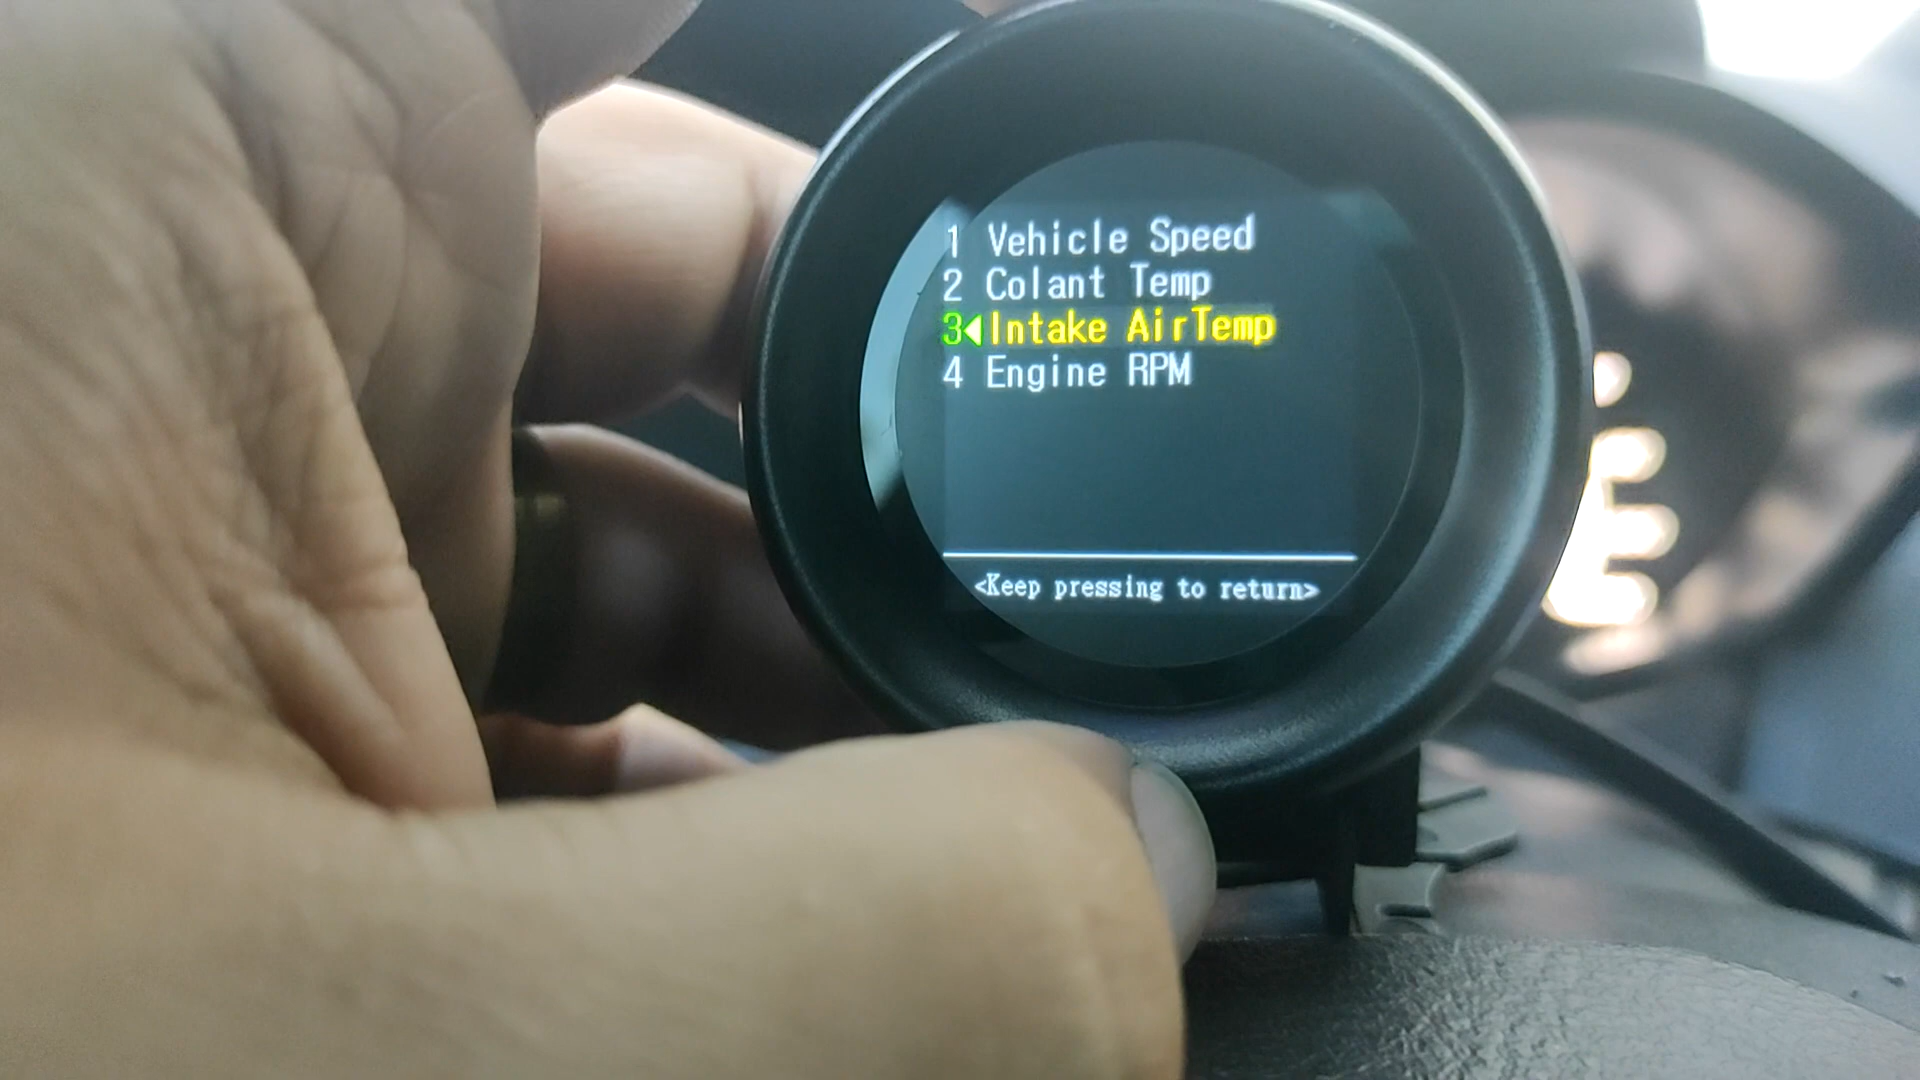 1 Vehicle Speed
2 Colant Temp
3◀Intake AirTemp
4 Engine RPM
<Keep pressing to return>